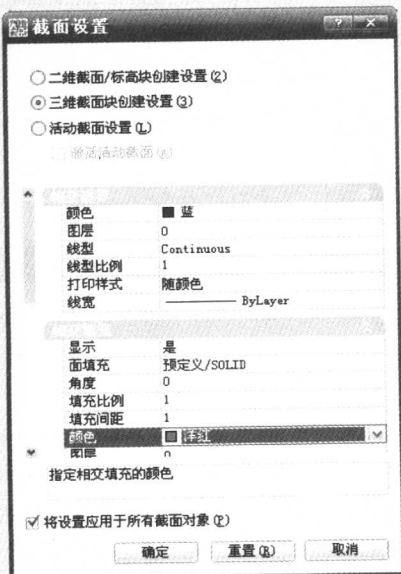 截面设置
二维截面/标高块创建设置(2)
三维截面块创建设置(3)
活动截面设置(L)
激活活动截面(A)
颜色 蓝
图层 0
线型 Continuous
线型比例 1
打印样式 随颜色
线宽 ByLayer
显示 是
面填充 预定义/SOLID
角度 0
填充比例 1
填充间距 1
颜色 洋红
图层 0
指定相交填充的颜色
将设置应用于所有截面对象(P)
确定 重置(R) 取消